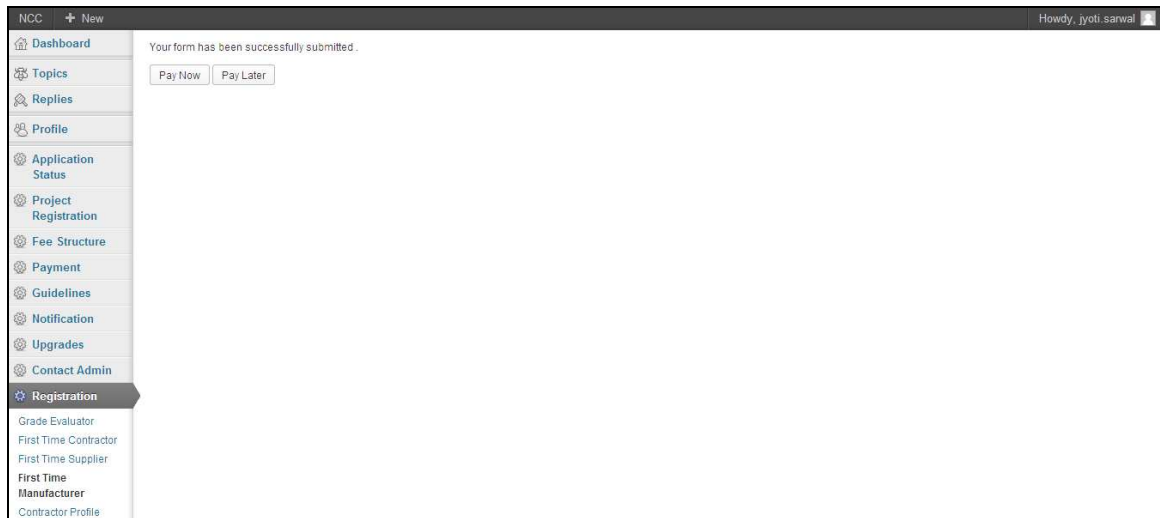 NCC + New Howdy, jyoti.sarwal
Dashboard
Topics
Replies
Profile
Application
Status
Project
Registration
Fee Structure
Payment
Guidelines
Notification
Upgrades
Contact Admin
Registration
Grade Evaluator
First Time Contractor
First Time Supplier
First Time
Manufacturer
Contractor Profile
Your form has been successfully submitted .
Pay Now Pay Later